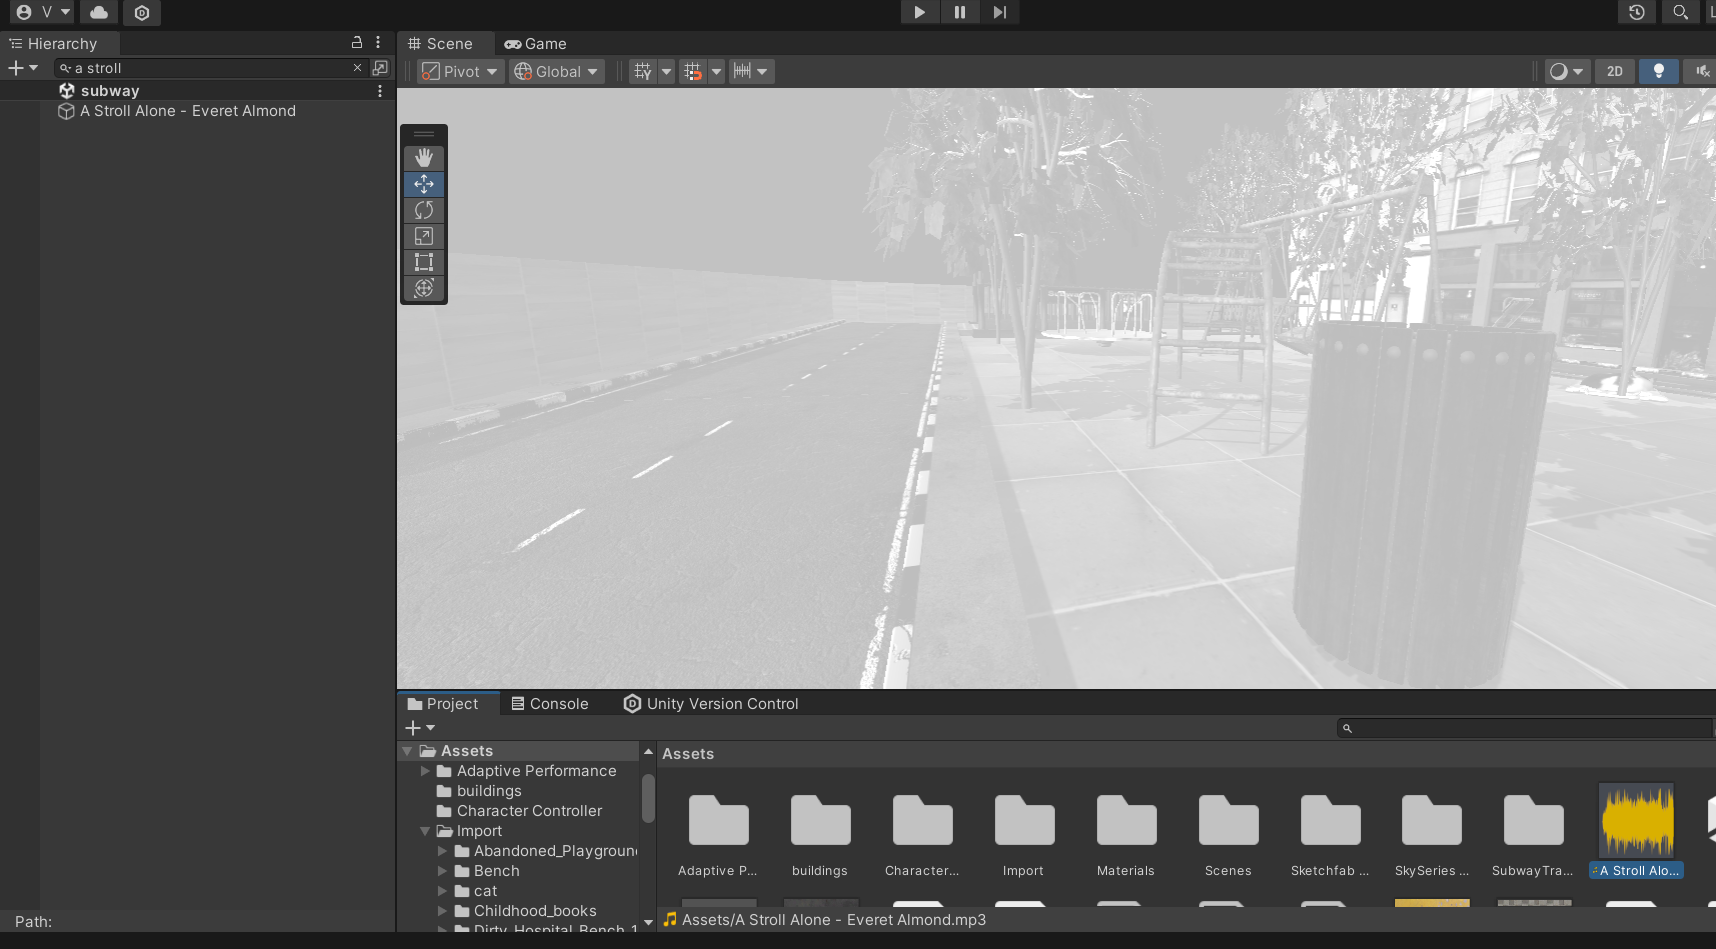 V
Hierarchy
a stroll
subway
A Stroll Alone - Everet Almond
Path:
Scene
Game
Pivot
Global
2D
Project
Console
Unity Version Control
Assets
Adaptive Performance
buildings
Character Controller
Import
Abandoned_Playgroun
Bench
cat
Childhood_books
Dirty_Hospital_Bench_1
Assets
Adaptive P...
buildings
Character...
Import
Materials
Scenes
Sketchfab ...
SkySeries ...
SubwayTra...
A Stroll Alo...
Assets/A Stroll Alone - Everet Almond.mp3